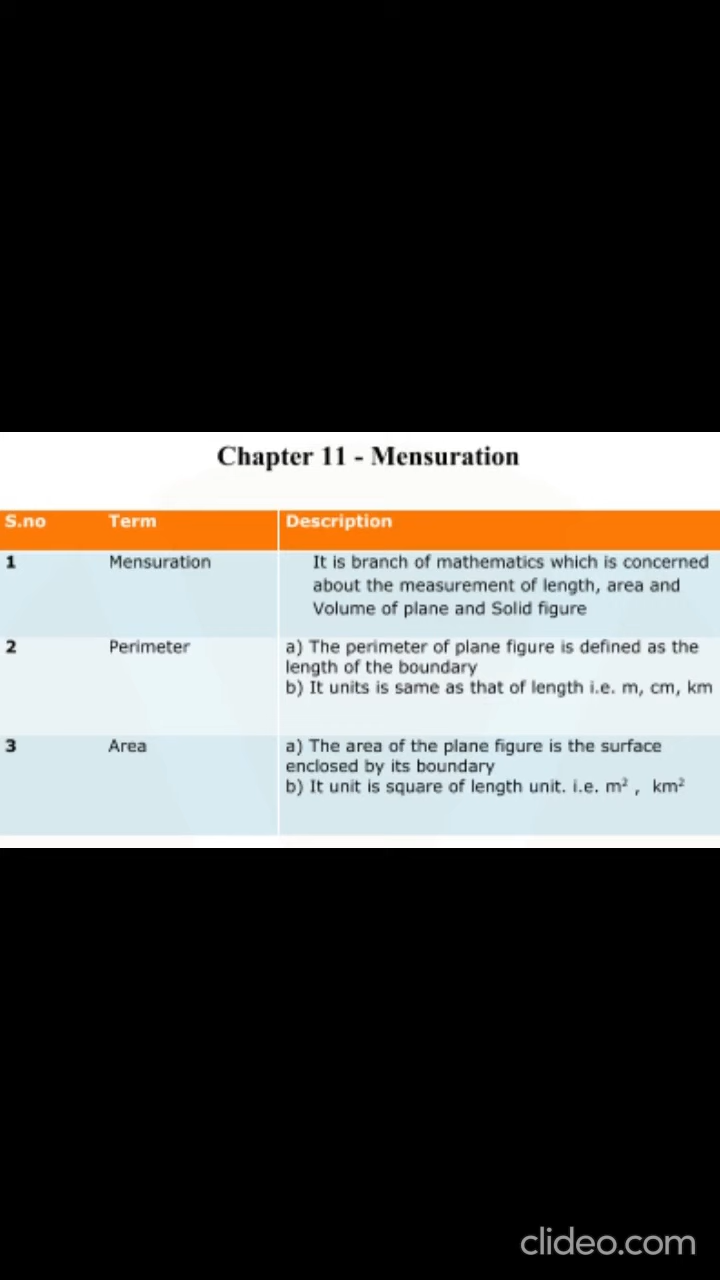 Chapter 11 - Mensuration
S.no Term Description
1 Mensuration It is branch of mathematics which is concerned
about the measurement of length, area and
Volume of plane and Solid figure
2 Perimeter a) The perimeter of plane figure is defined as the
length of the boundary
b) It units is same as that of length i.e. m, cm, km
3 Area a) The area of the plane figure is the surface
enclosed by its boundary
b) It unit is square of length unit. i.e. m² , km²
clideo.com